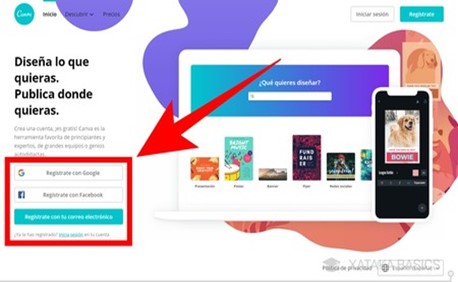 Canva
Inicio
Descubrir
Precios
Iniciar sesión
Regístrate
Diseña lo que
quieras.
Publica donde
quieras.
Crea una cuenta, ¡es gratis! Canva es la
herramienta favorita de principiantes y
expertos, de grandes equipos o genios
autodidactas.
Regístrate con Google
Regístrate con Facebook
Regístrate con tu correo electrónico
¿Ya te has registrado? Inicia sesión en tu cuenta
¿Qué quieres diseñar?
BRIGHT
MUSIC
FUND
RAIS
ER
Presentación
Poster
Banner
Flyer
Redes sociales
BOWIE
Política de privacidad
Español (España)
XATAKA BASICS